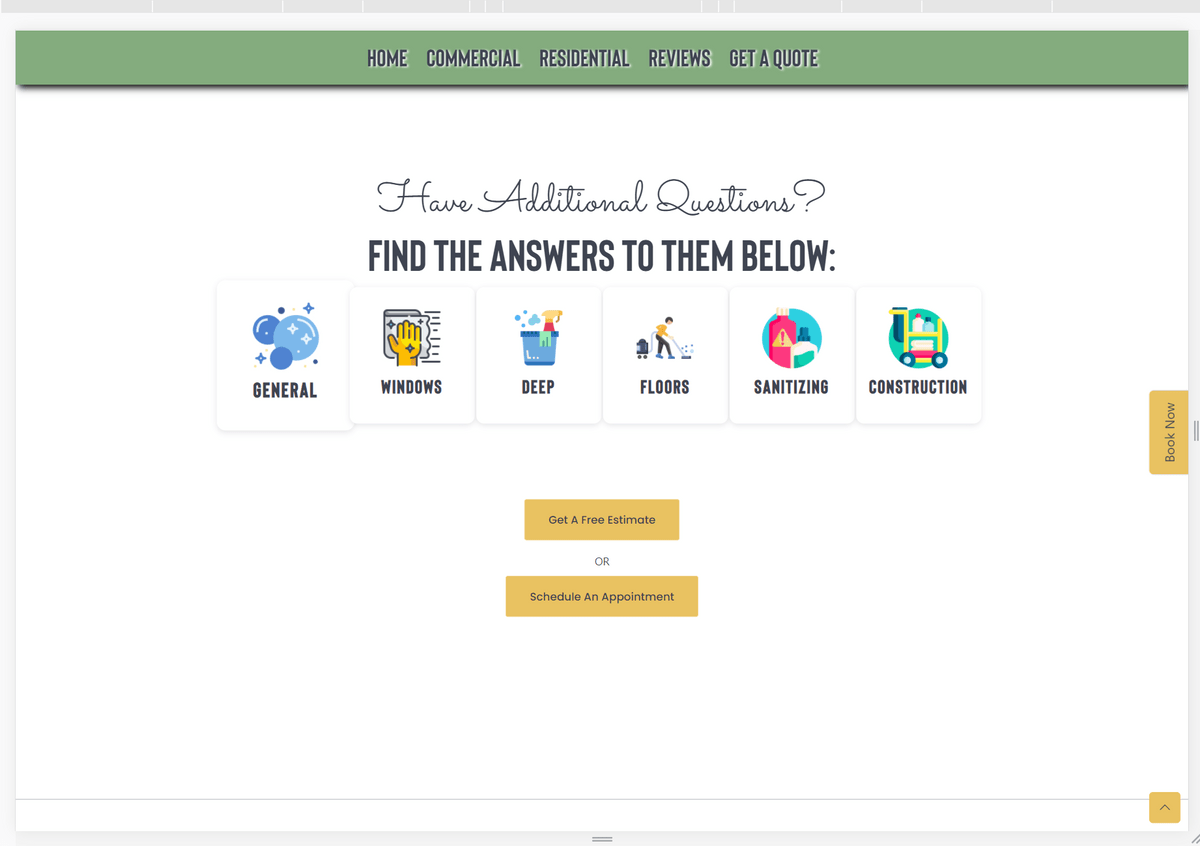 HOME COMMERCIAL RESIDENTIAL REVIEWS GET A QUOTE
Have Additional Questions?
FIND THE ANSWERS TO THEM BELOW:
GENERAL WINDOWS DEEP FLOORS SANITIZING CONSTRUCTION
Book Now
Get A Free Estimate
OR
Schedule An Appointment